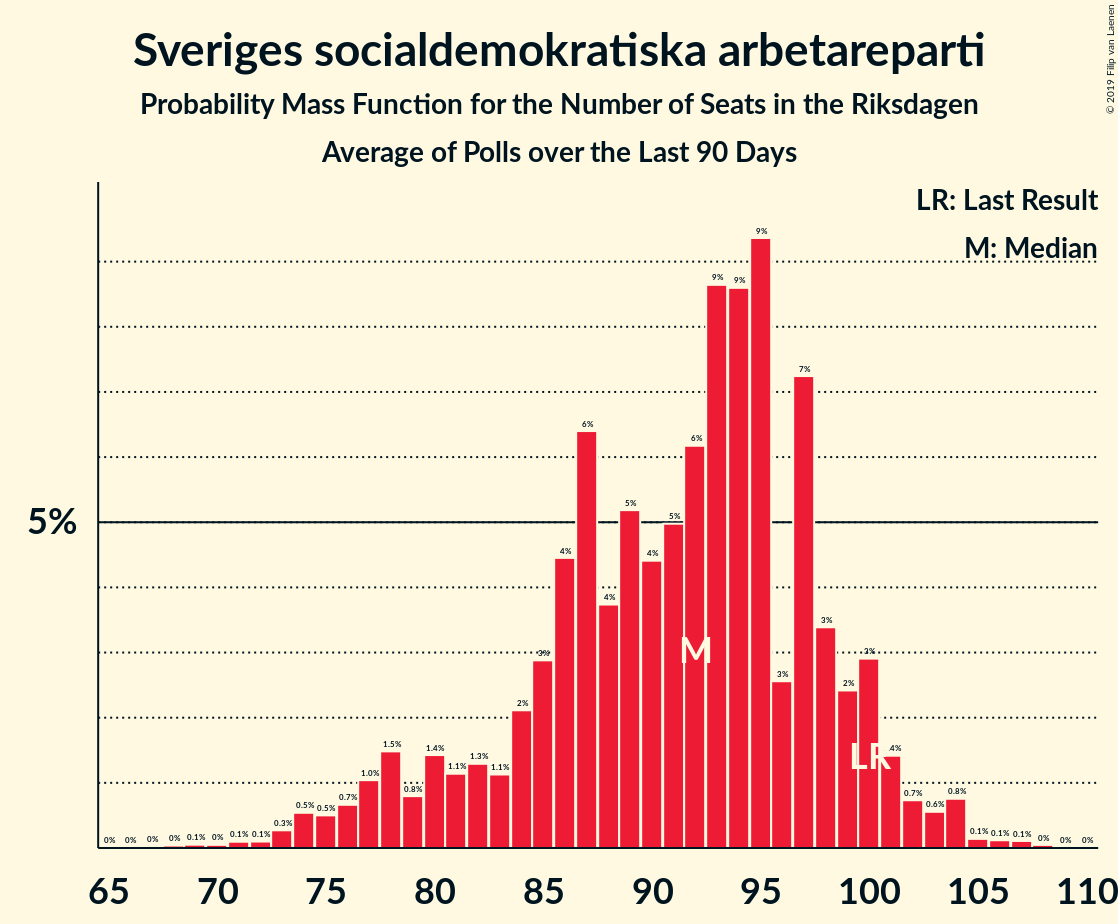 Sveriges socialdemokratiska arbetareparti
Probability Mass Function for the Number of Seats in the Riksdagen
Average of Polls over the Last 90 Days
© 2019 Filip van Laenen
LR: Last Result
M: Median
5%
0% 0% 0% 0% 0.1% 0% 0.1% 0.1% 0.3% 0.5% 0.5% 0.7% 1.0% 1.5% 0.8% 1.4% 1.1% 1.3% 1.1% 2% 3% 4% 6% 4% 5% 4% 5% 6% 9% 9% 9% 3% 7% 3% 2% 3% .4% 0.7% 0.6% 0.8% 0.1% 0.1% 0.1% 0% 0% 0%
M
LR
65 70 75 80 85 90 95 100 105 110